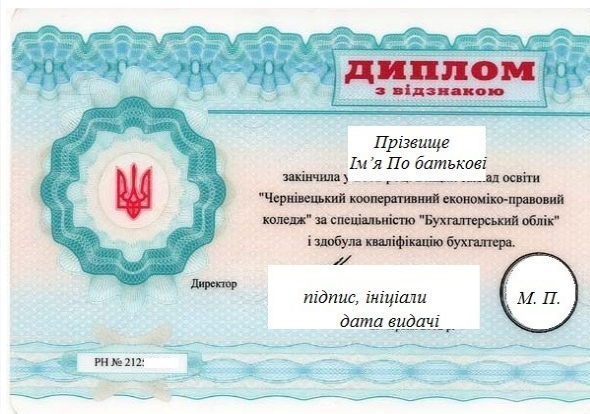 ДИПЛОМ
з відзнакою
Прізвище
Ім’я По батькові
закінчила у освіти
"Чернівецький кооперативний економіко-правовий
коледж" за спеціальністю "Бухгалтерський облік"
і здобула кваліфікацію бухгалтера.
Директор
підпис, ініціали
дата видачі
М. П.
РН № 212